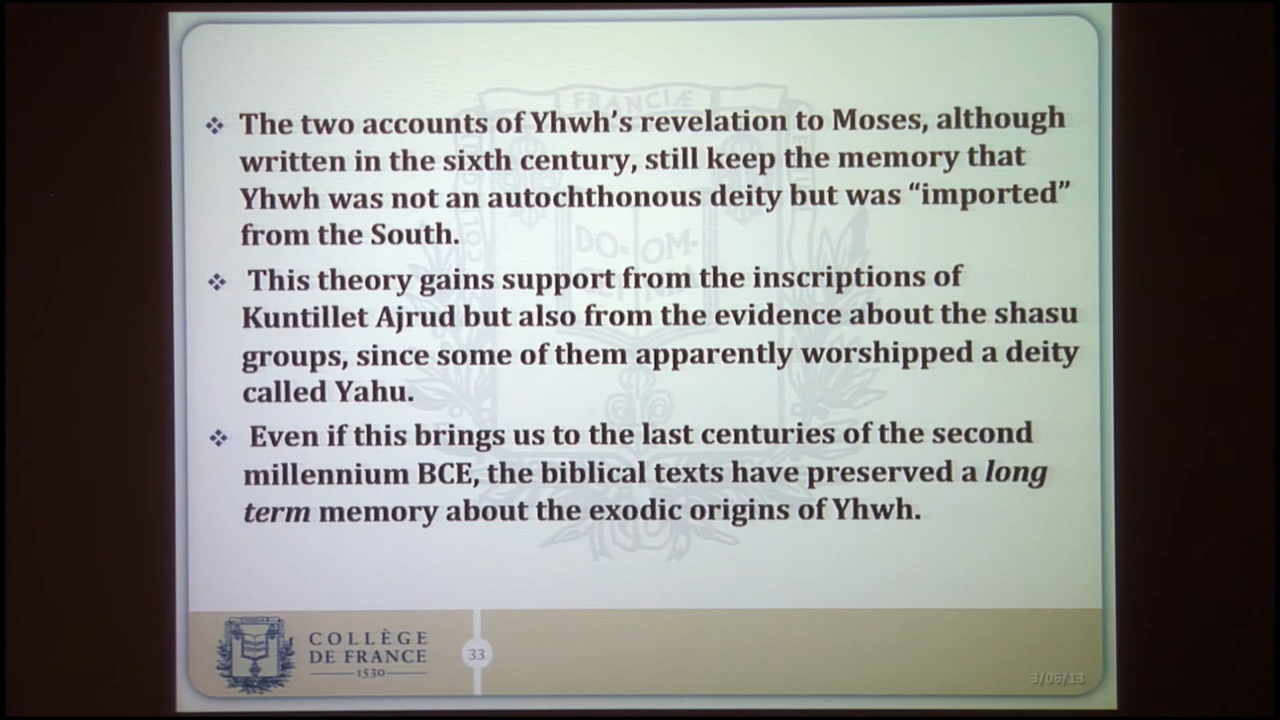 ❖ The two accounts of Yhwh's revelation to Moses, although
written in the sixth century, still keep the memory that
Yhwh was not an autochthonous deity but was “imported”
from the South.
❖ This theory gains support from the inscriptions of
Kuntillet Ajrud but also from the evidence about the shasu
groups, since some of them apparently worshipped a deity
called Yahu.
❖ Even if this brings us to the last centuries of the second
millennium BCE, the biblical texts have preserved a long
term memory about the exodic origins of Yhwh.
FRANCIÆ
DO- OM-
COLLÈGE
DE FRANCE
1530
33
3/06/13